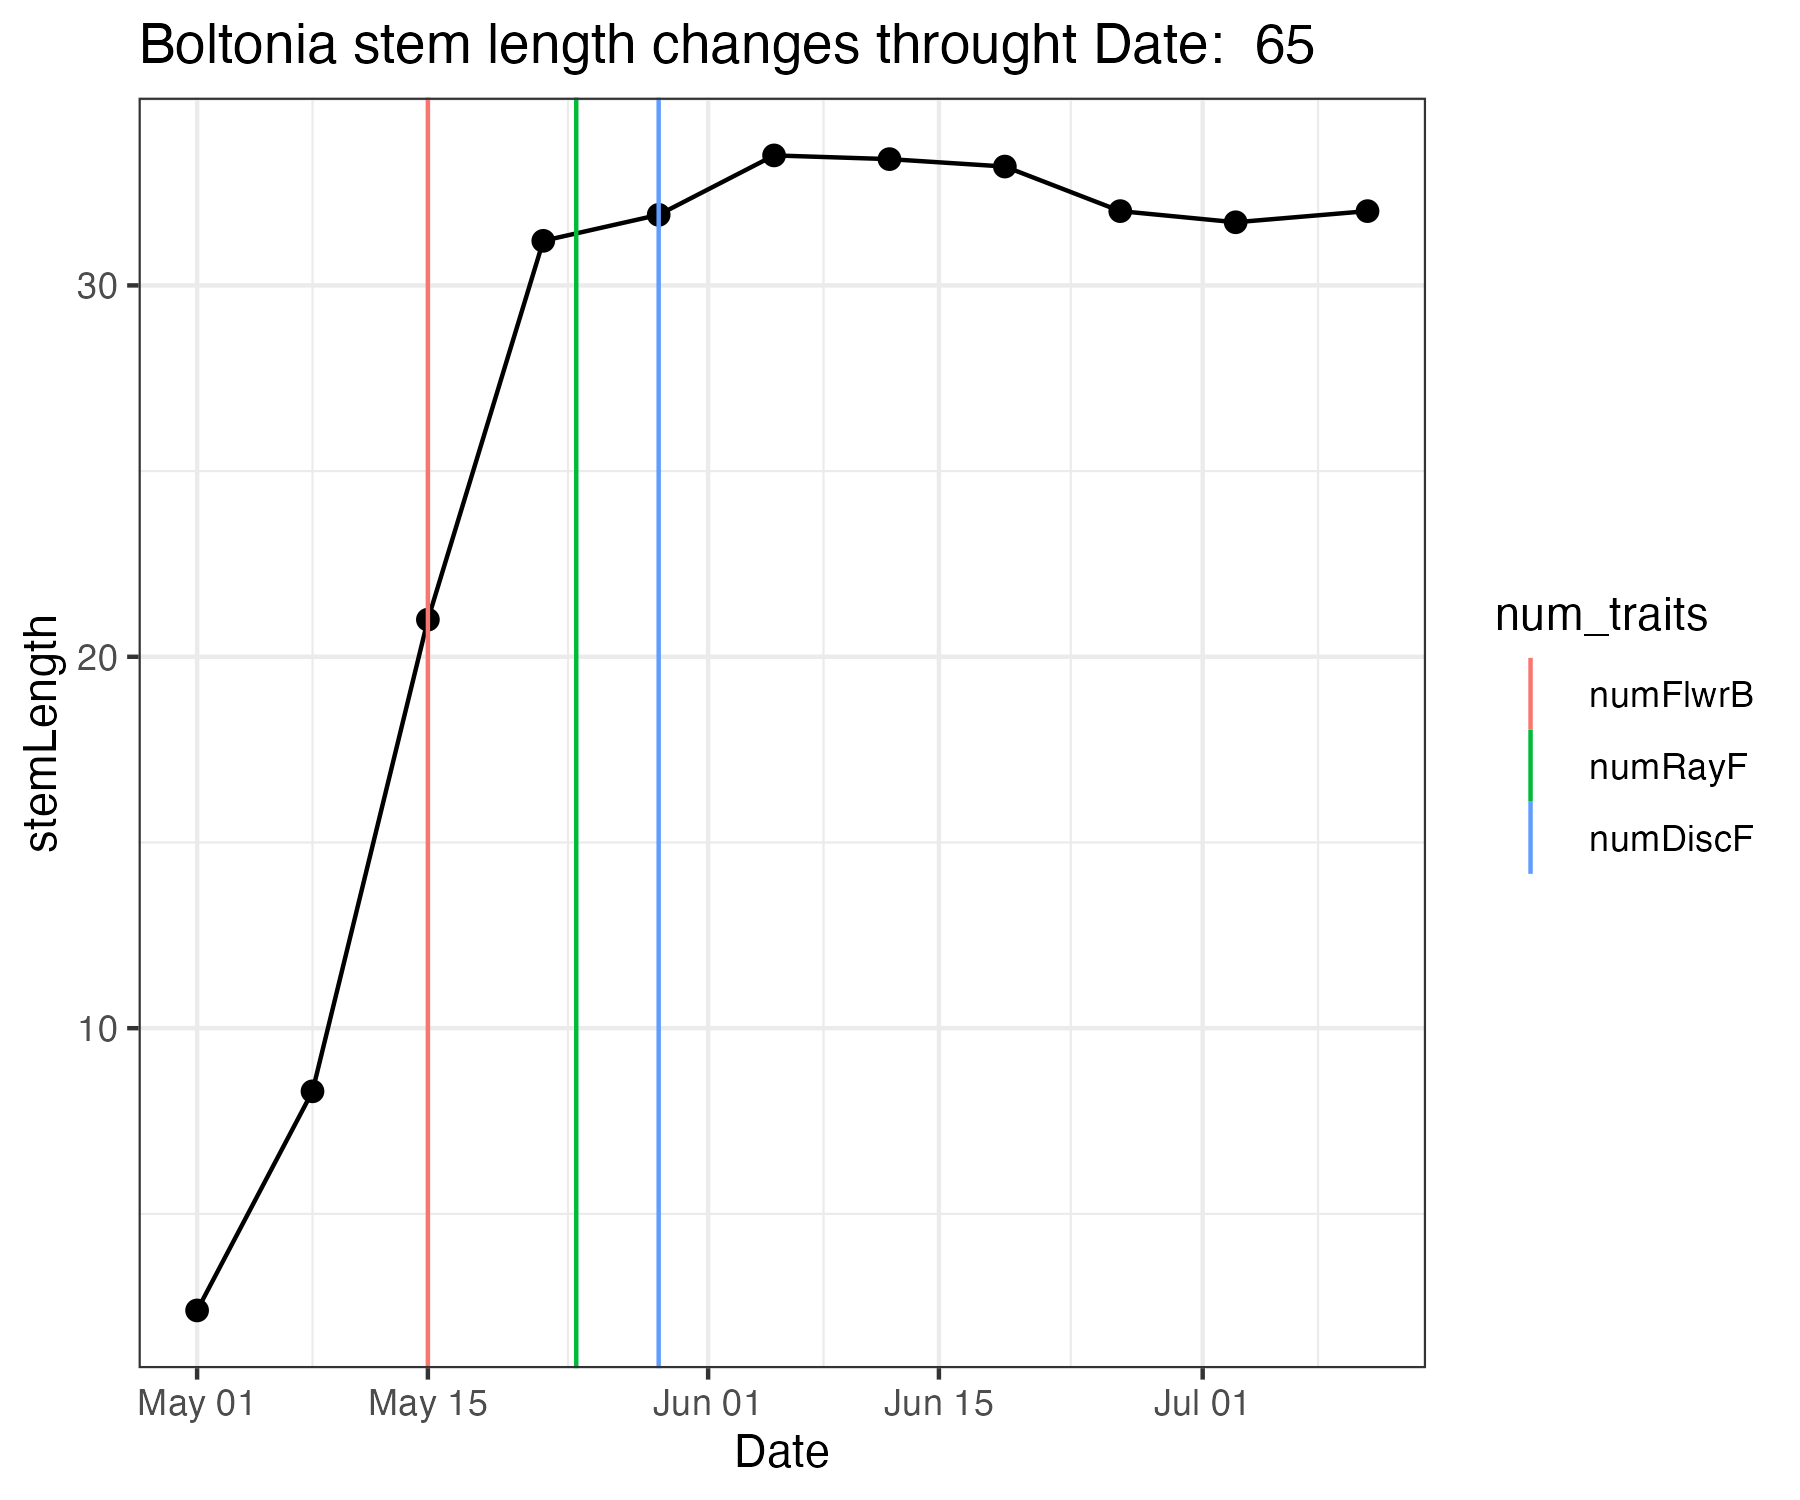 Boltonia stem length changes throught Date:  65
stemLength
30
20
10
May 01
May 15
Jun 01
Jun 15
Jul 01
Date
num_traits
numFlwrB
numRayF
numDiscF